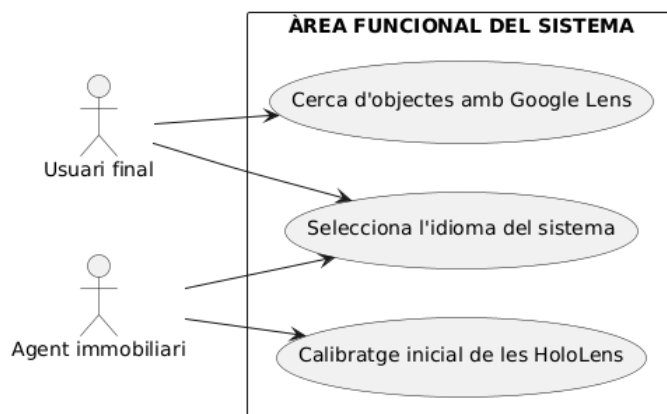 ÀREA FUNCIONAL DEL SISTEMA
Cerca d'objectes amb Google Lens
Usuari final
Selecciona l'idioma del sistema
Agent immobiliari
Calibratge inicial de les HoloLens